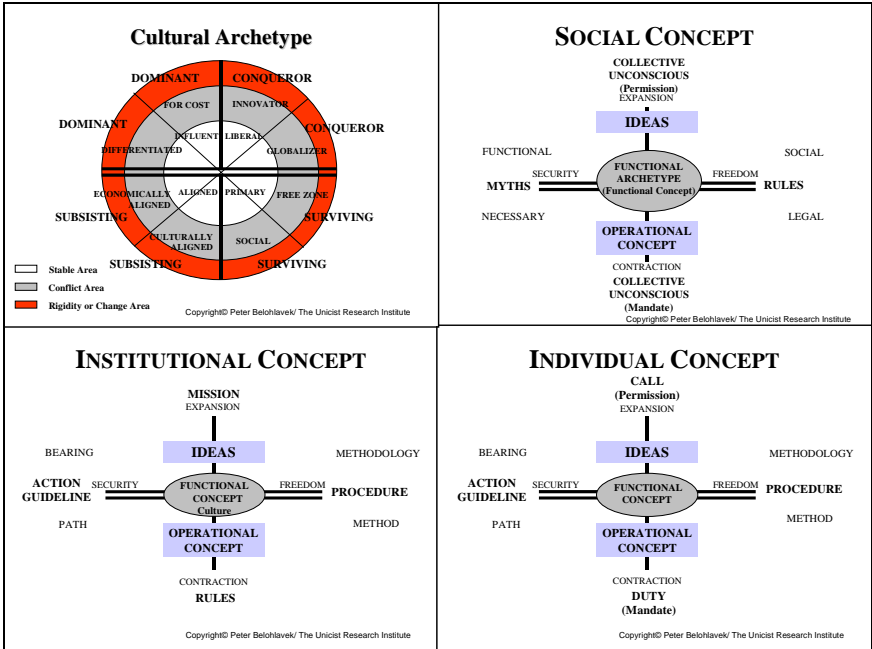 Cultural Archetype
DOMINANT CONQUEROR
FOR COST INNOVATOR
DOMINANT CONQUEROR
INFLUENT LIBERAL
DIFFERENTIATED GLOBALIZER
ECONOMICALLY ALIGNED ALIGNED PRIMARY FREE ZONE
SUBSISTING SURVIVING
CULTURALLY ALIGNED SOCIAL
SUBSISTING SURVIVING
Stable Area
Conflict Area
Rigidity or Change Area
Copyright© Peter Belohlavek/ The Unicist Research Institute
SOCIAL CONCEPT
COLLECTIVE
UNCONSCIOUS
(Permission)
EXPANSION
IDEAS
FUNCTIONAL SOCIAL
SECURITY FUNCTIONAL FREEDOM
MYTHS ARCHETYPE RULES
(Functional Concept)
NECESSARY LEGAL
OPERATIONAL
CONCEPT
CONTRACTION
COLLECTIVE
UNCONSCIOUS
(Mandate)
Copyright© Peter Belohlavek/ The Unicist Research Institute
INSTITUTIONAL CONCEPT
MISSION
EXPANSION
BEARING IDEAS METHODOLOGY
ACTION SECURITY FUNCTIONAL FREEDOM
GUIDELINE CONCEPT PROCEDURE
Culture
PATH METHOD
OPERATIONAL
CONCEPT
CONTRACTION
RULES
Copyright© Peter Belohlavek/ The Unicist Research Institute
INDIVIDUAL CONCEPT
CALL
(Permission)
EXPANSION
BEARING IDEAS METHODOLOGY
ACTION SECURITY FUNCTIONAL FREEDOM
GUIDELINE CONCEPT PROCEDURE
PATH METHOD
OPERATIONAL
CONCEPT
CONTRACTION
DUTY
(Mandate)
Copyright© Peter Belohlavek/ The Unicist Research Institute